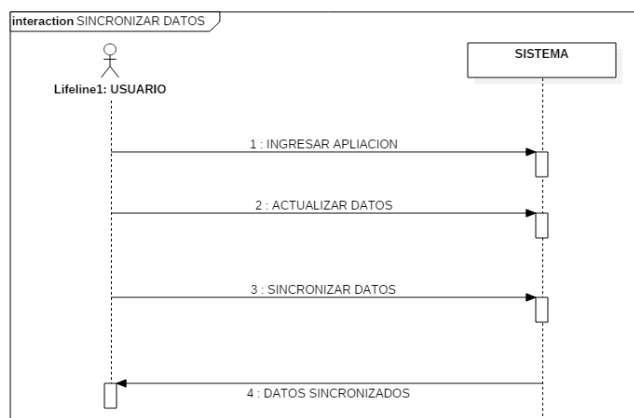 interaction SINCRONIZAR DATOS
SISTEMA
Lifeline1: USUARIO
1 : INGRESAR APLIACION
2 : ACTUALIZAR DATOS
3 : SINCRONIZAR DATOS
4 : DATOS SINCRONIZADOS